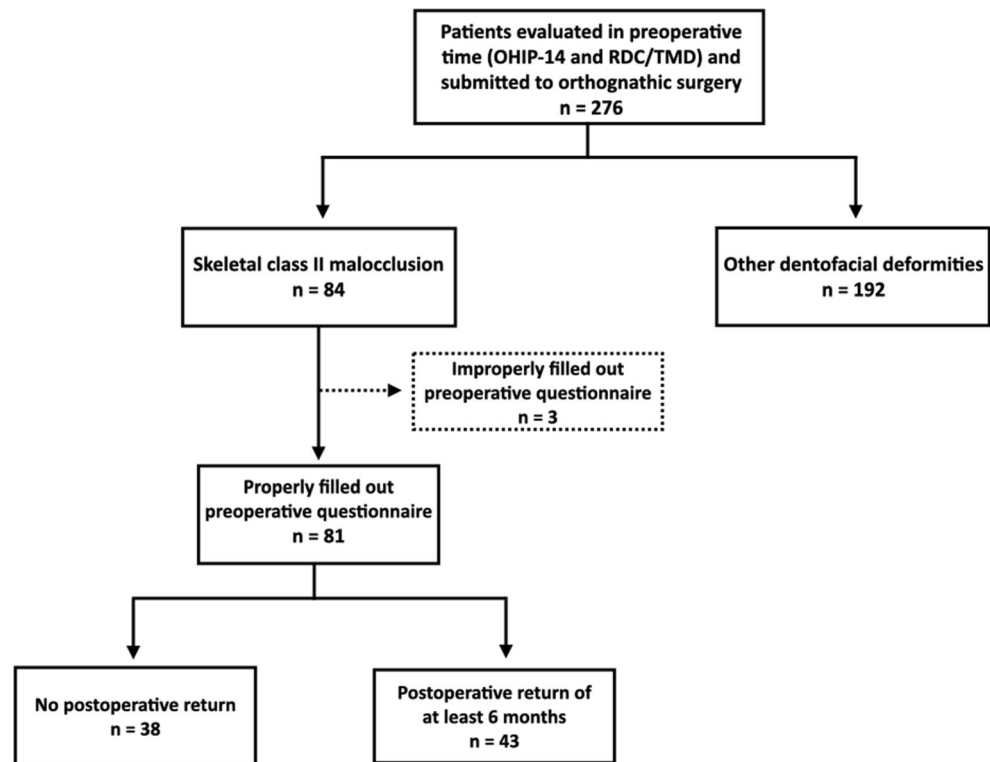 Patients evaluated in preoperative
time (OHIP-14 and RDC/TMD) and
submitted to orthognathic surgery
n = 276
Skeletal class II malocclusion
n = 84
Other dentofacial deformities
n = 192
Improperly filled out
preoperative questionnaire
n = 3
Properly filled out
preoperative questionnaire
n = 81
No postoperative return
n = 38
Postoperative return of
at least 6 months
n = 43